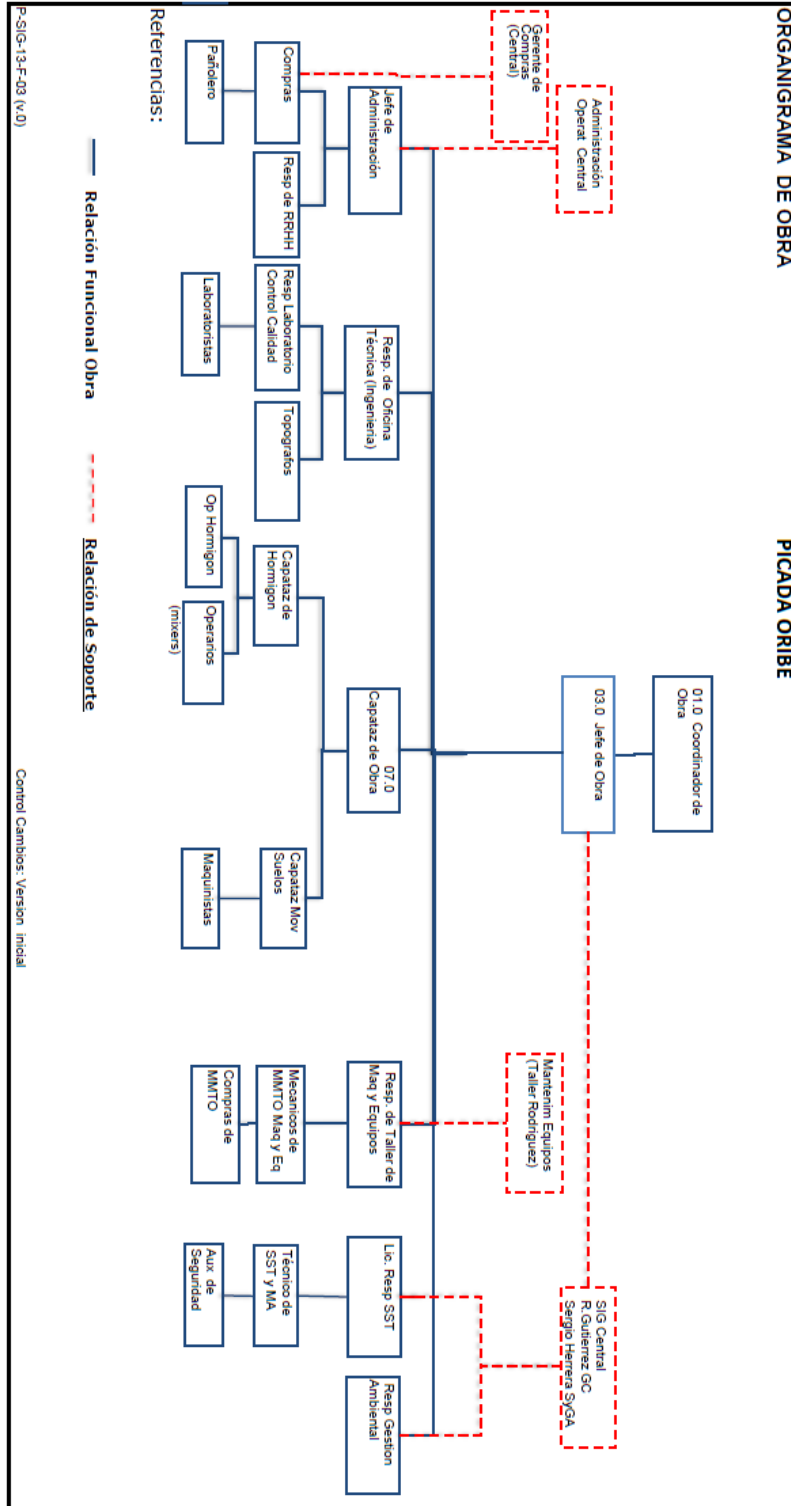 ORGANIGRAMA DE OBRA
PICADA ORIBE
01.0 Coordinador de
Obra
Administración
Operat Central
03.0 Jefe de Obra
SIG Central
R.Gutierrez GC
Sergio Herrera SyGA
Gerente de
Compras
(Central)
Mantenim Equipos
(Taller Rodriguez)
Jefe de
Administración
Resp. de Oficina
Técnica (Ingenieria)
07.0
Capataz de Obra
Resp. de Taller de
Maq y Equipos
Lic. Resp SST
Resp Gestion
Ambiental
Compras
Resp de RRHH
Resp Laboratorio
Control Calidad
Topografos
Capataz de
Hormigon
Capataz Mov
Suelos
Mecanicos de
MMTO Maq y Eq
Técnico de
SST y MA
Pañolero
Laboratoristas
Op Hormigon
Operarios
(mixers)
Maquinistas
Compras de
MMTO
Aux de
Seguridad
Referencias:
Relación Funcional Obra
Relación de Soporte
P-SIG-13-F-03 (v.0)
Control Cambios: Version inicial